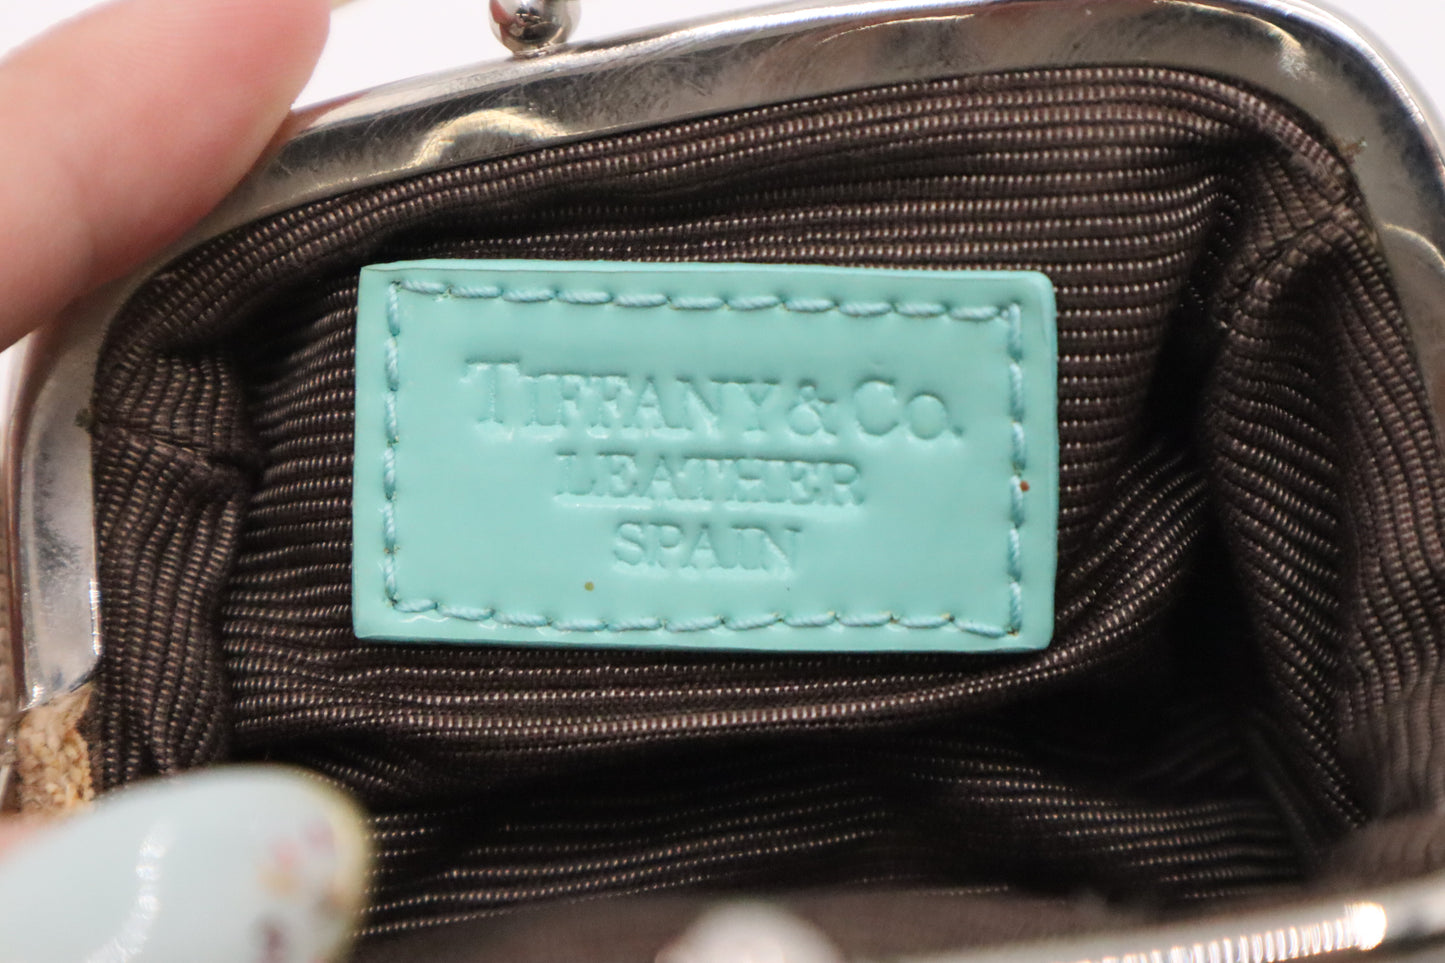 TIFFANY & CO.
LEATHER
SPAIN